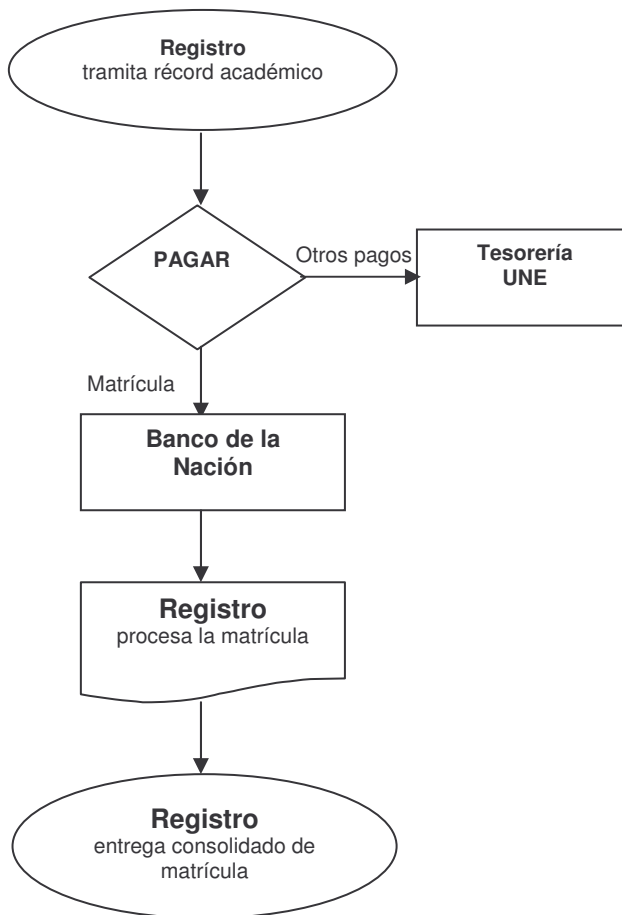 Registro
tramita récord académico
PAGAR
Otros pagos
Tesorería
UNE
Matrícula
Banco de la
Nación
Registro
procesa la matrícula
Registro
entrega consolidado de
matrícula